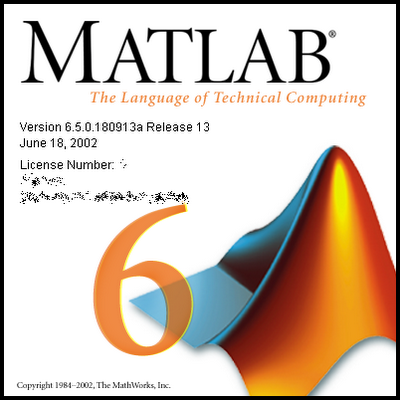 MATLAB®
The Language of Technical Computing
Version 6.5.0.180913a Release 13
June 18, 2002
License Number:
6
Copyright 1984–2002, The MathWorks, Inc.